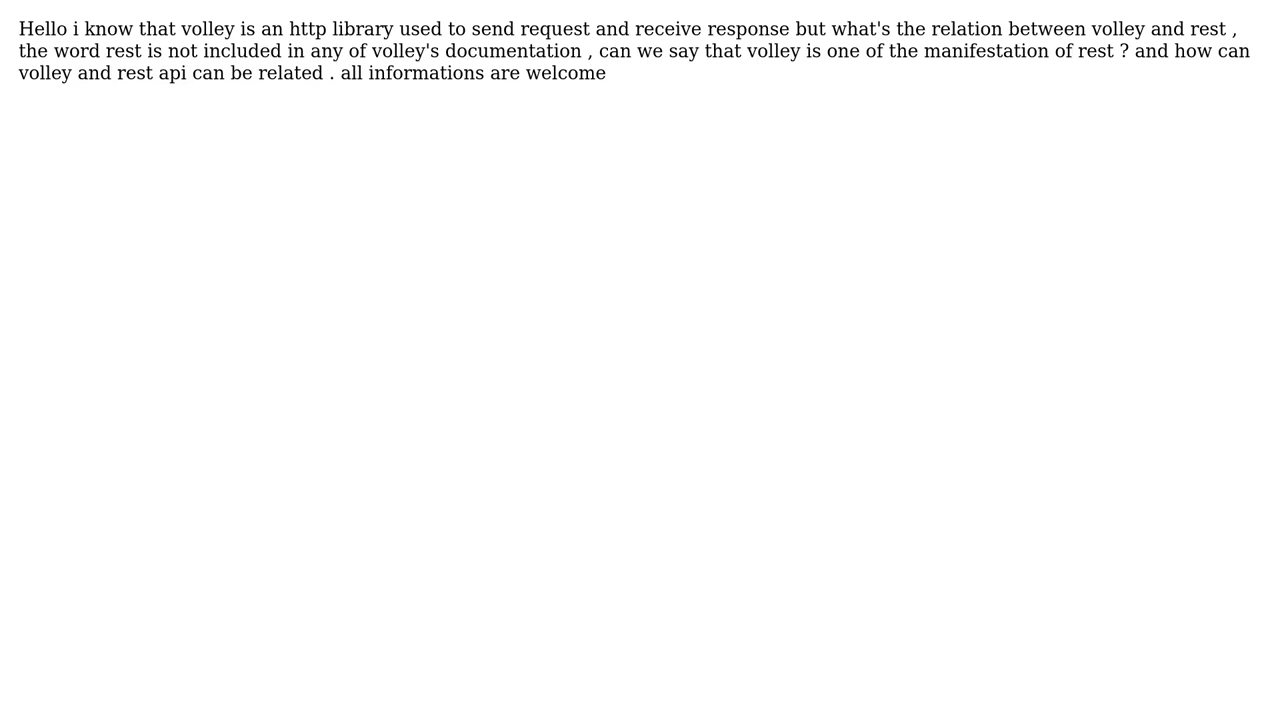 Hello i know that volley is an http library used to send request and receive response but what's the relation between volley and rest ,
the word rest is not included in any of volley's documentation , can we say that volley is one of the manifestation of rest ? and how can
volley and rest api can be related . all informations are welcome